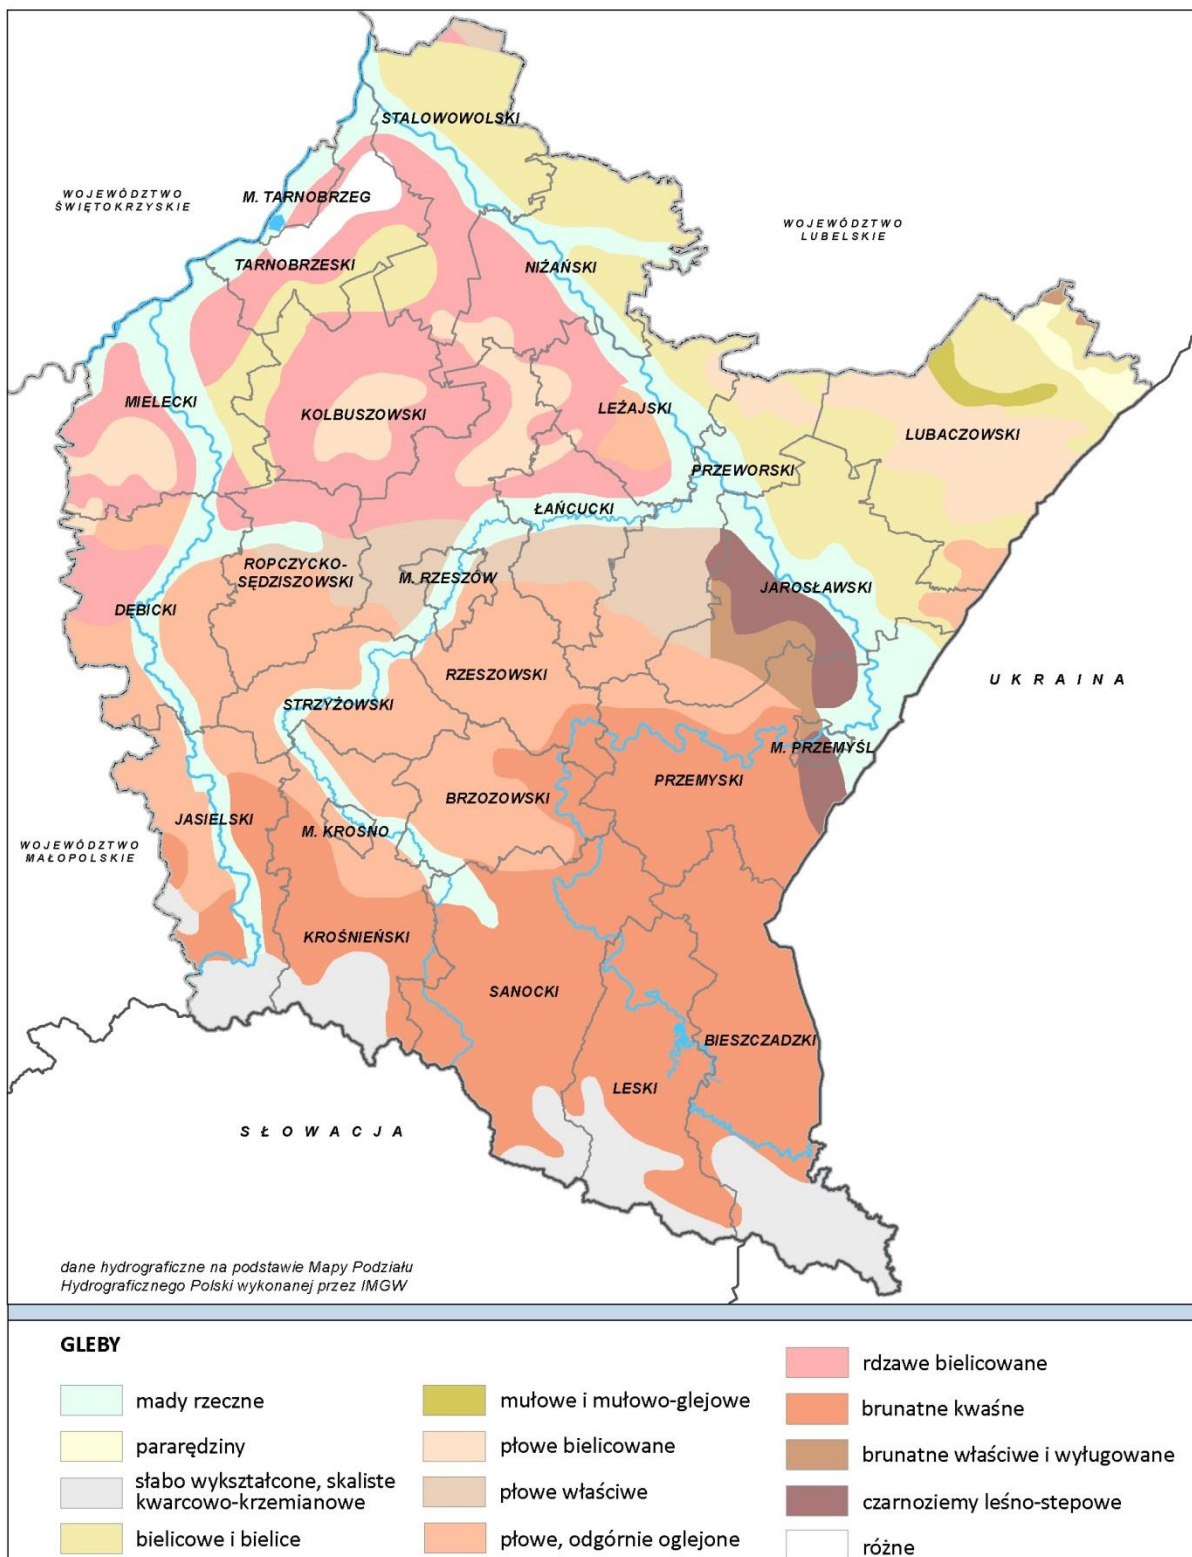 STALOWOWOLSKI
WOJEWÓDZTWO
ŚWIĘTOKRZYSKIE
M. TARNOBRZEG
WOJEWÓDZTWO
LUBELSKIE
TARNOBRZESKI
NIŻAŃSKI
MIELECKI
KOLBUSZOWSKI
LEŻAJSKI
LUBACZOWSKI
PRZEWORSKI
ŁAŃCUCKI
ROPCZYCKO-
SĘDZISZOWSKI
M. RZESZÓW
JAROSŁAWSKI
DĘBICKI
RZESZOWSKI
UKRAINA
STRZYŻOWSKI
M. PRZEMYŚL
PRZEMYSKI
BRZOZOWSKI
JASIELSKI
M. KROSNO
WOJEWÓDZTWO
MAŁOPOLSKIE
KROŚNIEŃSKI
SANOCKI
BIESZCZADZKI
LESKI
SŁOWACJA
dane hydrograficzne na podstawie Mapy Podziału
Hydrograficznego Polski wykonanej przez IMGW
GLEBY
mady rzeczne
pararędziny
słabo wykształcone, skaliste
kwarcowo-krzemianowe
bielicowe i bielice
mułowe i mułowo-glejowe
płowe bielicowane
płowe właściwe
płowe, odgórnie oglejone
rdzawe bielicowane
brunatne kwaśne
brunatne właściwe i wyługowane
czarnoziemy leśno-stepowe
różne